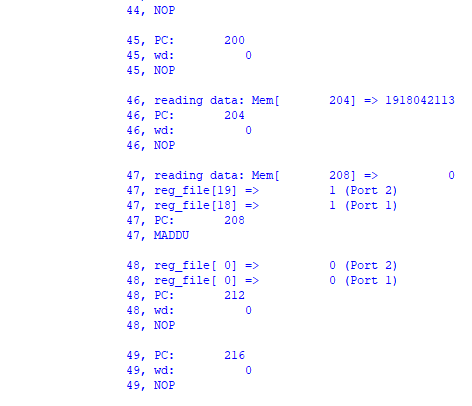 44, NOP
45, PC: 200
45, wd: 0
45, NOP
46, reading data: Mem[ 204] => 1918042113
46, PC: 204
46, wd: 0
46, NOP
47, reading data: Mem[ 208] => 0
47, reg_file[19] => 1 (Port 2)
47, reg_file[18] => 1 (Port 1)
47, PC: 208
47, MADDU
48, reg_file[ 0] => 0 (Port 2)
48, reg_file[ 0] => 0 (Port 1)
48, PC: 212
48, wd: 0
48, NOP
49, PC: 216
49, wd: 0
49, NOP